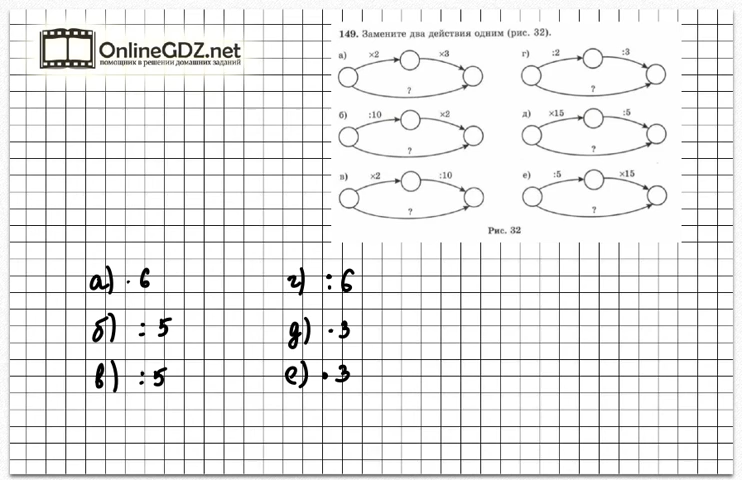 OnlineGDZ.net
помощник в решении домашних заданий
149. Замените два действия одним (рис. 32).
а) ×2 ×3 ?
г) :2 :3 ?
б) :10 ×2 ?
д) ×15 :5 ?
в) ×2 :10 ?
е) :5 ×15 ?
Рис. 32
а) · 6
г) : 6
б) : 5
д) · 3
в) : 5
е) · 3